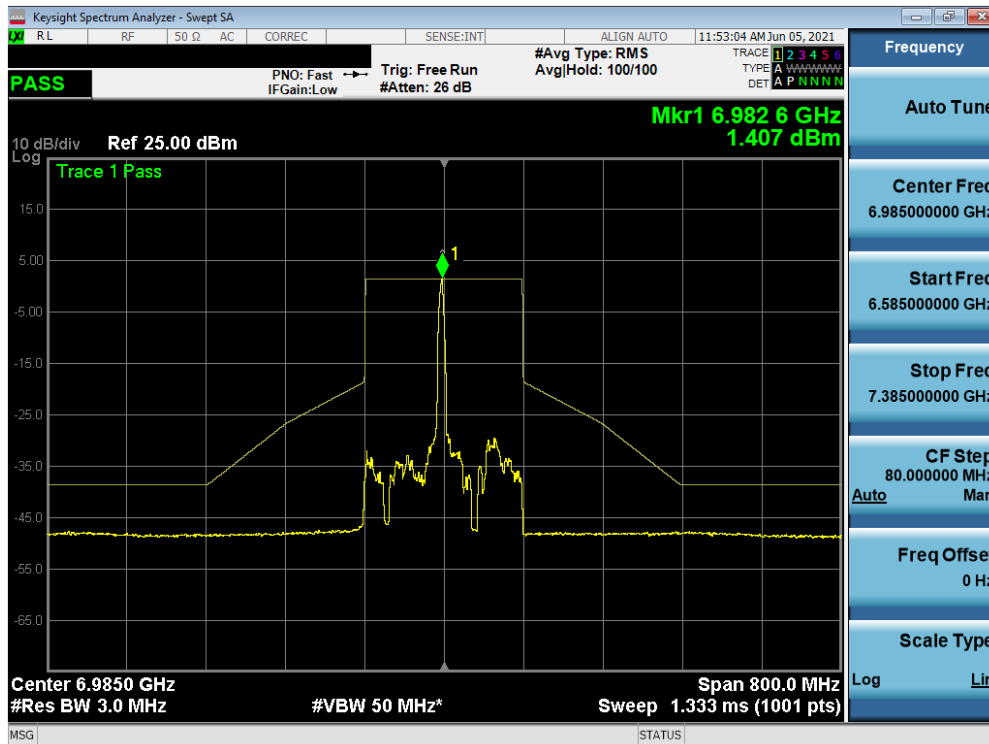 Keysight Spectrum Analyzer - Swept SA
LXI RL RF 50 Ω AC CORREC SENSE:INT ALIGN AUTO 11:53:04 AM Jun 05, 2021
PASS
PNO: Fast
IFGain:Low
Trig: Free Run
#Atten: 26 dB
#Avg Type: RMS
Avg|Hold: 100/100
TRACE 1 2 3 4 5 6
TYPE A WWWWW
DET A P N N N N
Mkr1 6.982 6 GHz
1.407 dBm
10 dB/div Ref 25.00 dBm
Log
Trace 1 Pass
1
15.0
5.00
-5.00
-15.0
-25.0
-35.0
-45.0
-55.0
-65.0
Center 6.9850 GHz
Span 800.0 MHz
#Res BW 3.0 MHz
#VBW 50 MHz*
Sweep 1.333 ms (1001 pts)
MSG
STATUS
Frequency
Auto Tune
Center Freq
6.985000000 GHz
Start Freq
6.585000000 GHz
Stop Freq
7.385000000 GHz
CF Step
80.000000 MHz
Auto Man
Freq Offset
0 Hz
Scale Type
Log Lin